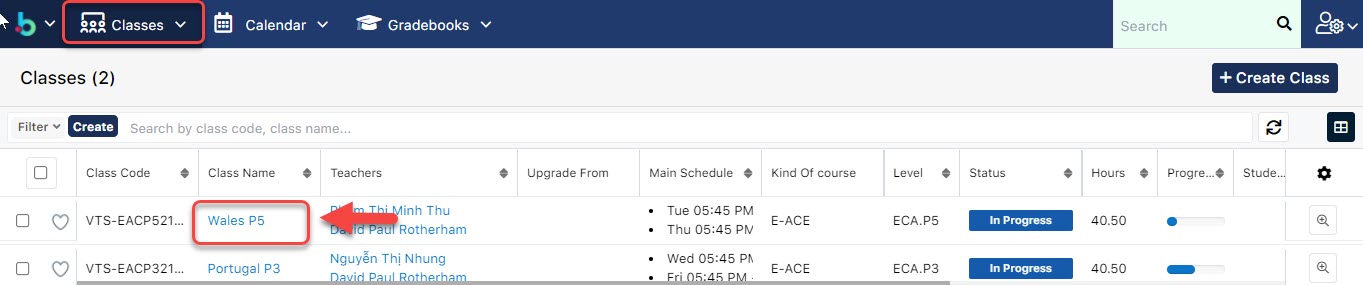 Classes Calendar Gradebooks Search
Classes (2) + Create Class
Filter Create Search by class code, class name...
Class Code Class Name Teachers Upgrade From Main Schedule Kind Of course Level Status Hours Progre... Stude...
VTS-EACP521... Wales P5 Phạm Thị Minh Thu • Tue 05:45 PM E-ACE ECA.P5 In Progress 40.50
David Paul Rotherham • Thu 05:45 PM
VTS-EACP321... Portugal P3 Nguyễn Thị Nhung • Wed 05:45 PM E-ACE ECA.P3 In Progress 40.50
David Paul Rotherham • Fri 05:45 PM -